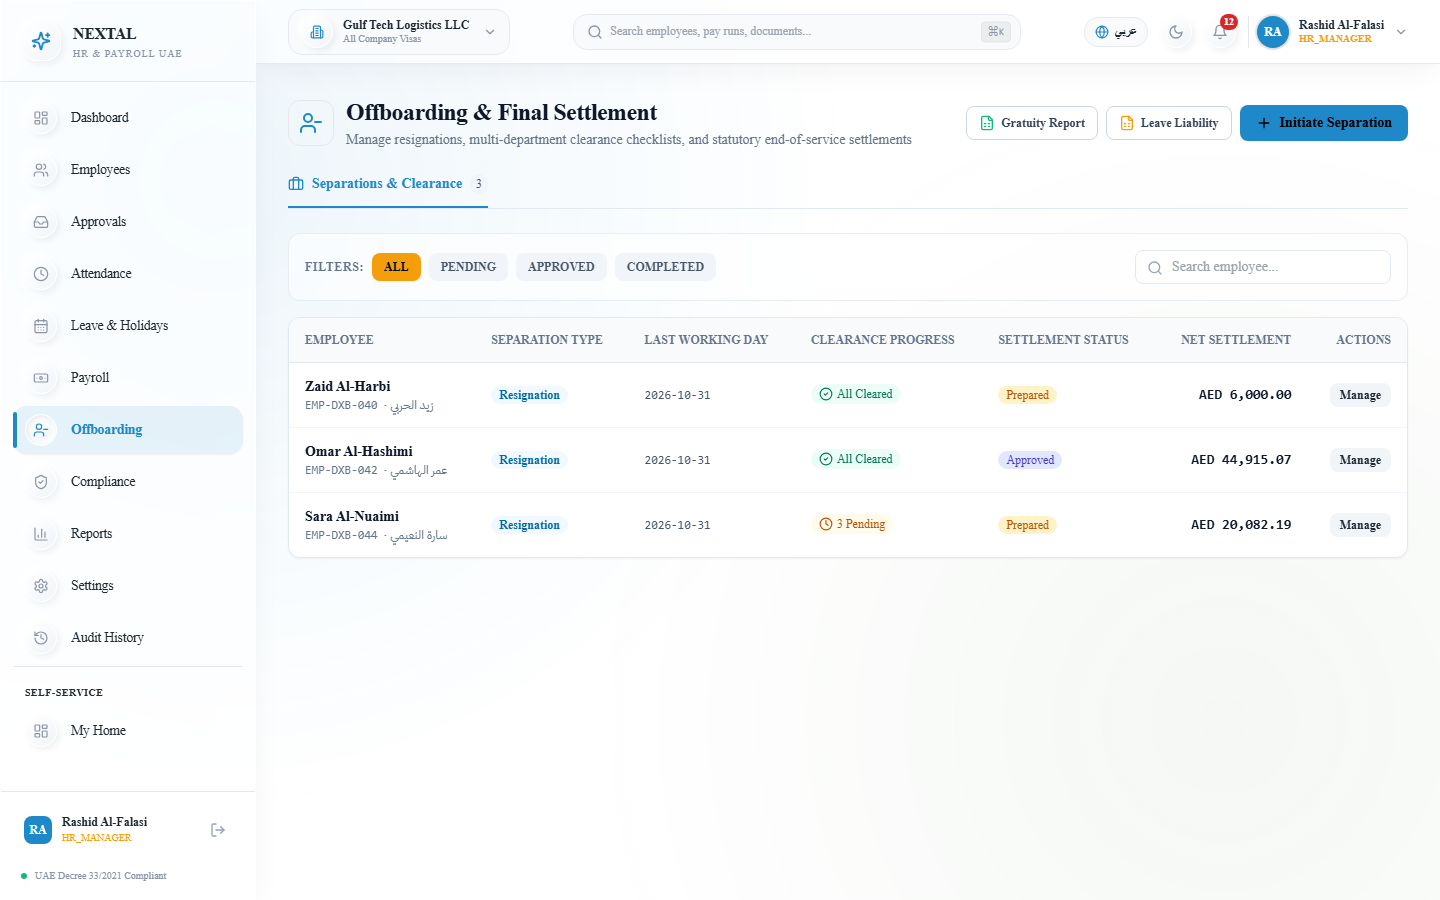 NEXTAL
HR & PAYROLL UAE
Dashboard
Employees
Approvals
Attendance
Leave & Holidays
Payroll
Offboarding
Compliance
Reports
Settings
Audit History
SELF-SERVICE
My Home
RA
Rashid Al-Falasi
HR_MANAGER
UAE Decree 33/2021 Compliant
Gulf Tech Logistics LLC
All Company Visas
Search employees, pay runs, documents...
⌘K
عربي
12
RA
Rashid Al-Falasi
HR_MANAGER
Offboarding & Final Settlement
Manage resignations, multi-department clearance checklists, and statutory end-of-service settlements
Gratuity Report
Leave Liability
Initiate Separation
Separations & Clearance 3
FILTERS: ALL PENDING APPROVED COMPLETED
Search employee...
EMPLOYEE SEPARATION TYPE LAST WORKING DAY CLEARANCE PROGRESS SETTLEMENT STATUS NET SETTLEMENT ACTIONS
Zaid Al-Harbi
EMP-DXB-040 · زيد الحربي
Resignation 2026-10-31 All Cleared Prepared AED 6,000.00 Manage
Omar Al-Hashimi
EMP-DXB-042 · عمر الهاشمي
Resignation 2026-10-31 All Cleared Approved AED 44,915.07 Manage
Sara Al-Nuaimi
EMP-DXB-044 · سارة النعيمي
Resignation 2026-10-31 3 Pending Prepared AED 20,082.19 Manage